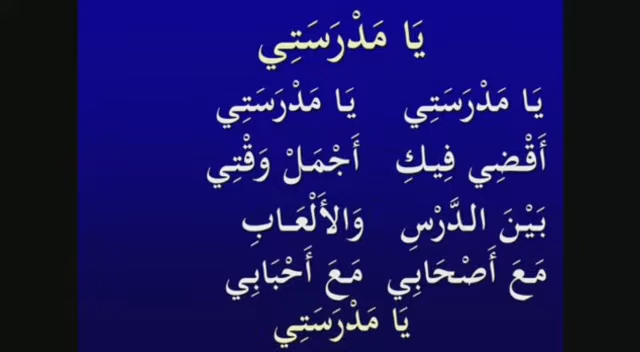 يَا مَدْرَسَتِي
يَا مَدْرَسَتِي يَا مَدْرَسَتِي
أَقْضِي فِيكِ أَجْمَلْ وَقْتِي
بَيْنَ الدَّرْسِ وَالأَلْعَابِ
مَعَ أَصْحَابِي مَعَ أَحْبَابِي
يَا مَدْرَسَتِي